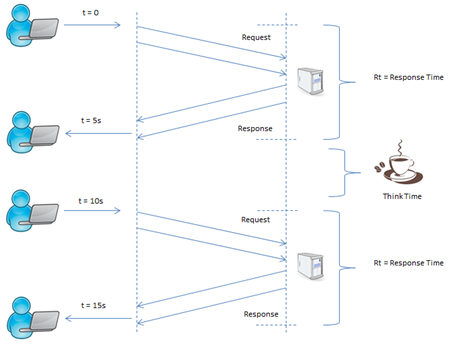 t = 0
Request
Rt = Response Time
t = 5s
Response
Think Time
t = 10s
Request
Rt = Response Time
t = 15s
Response